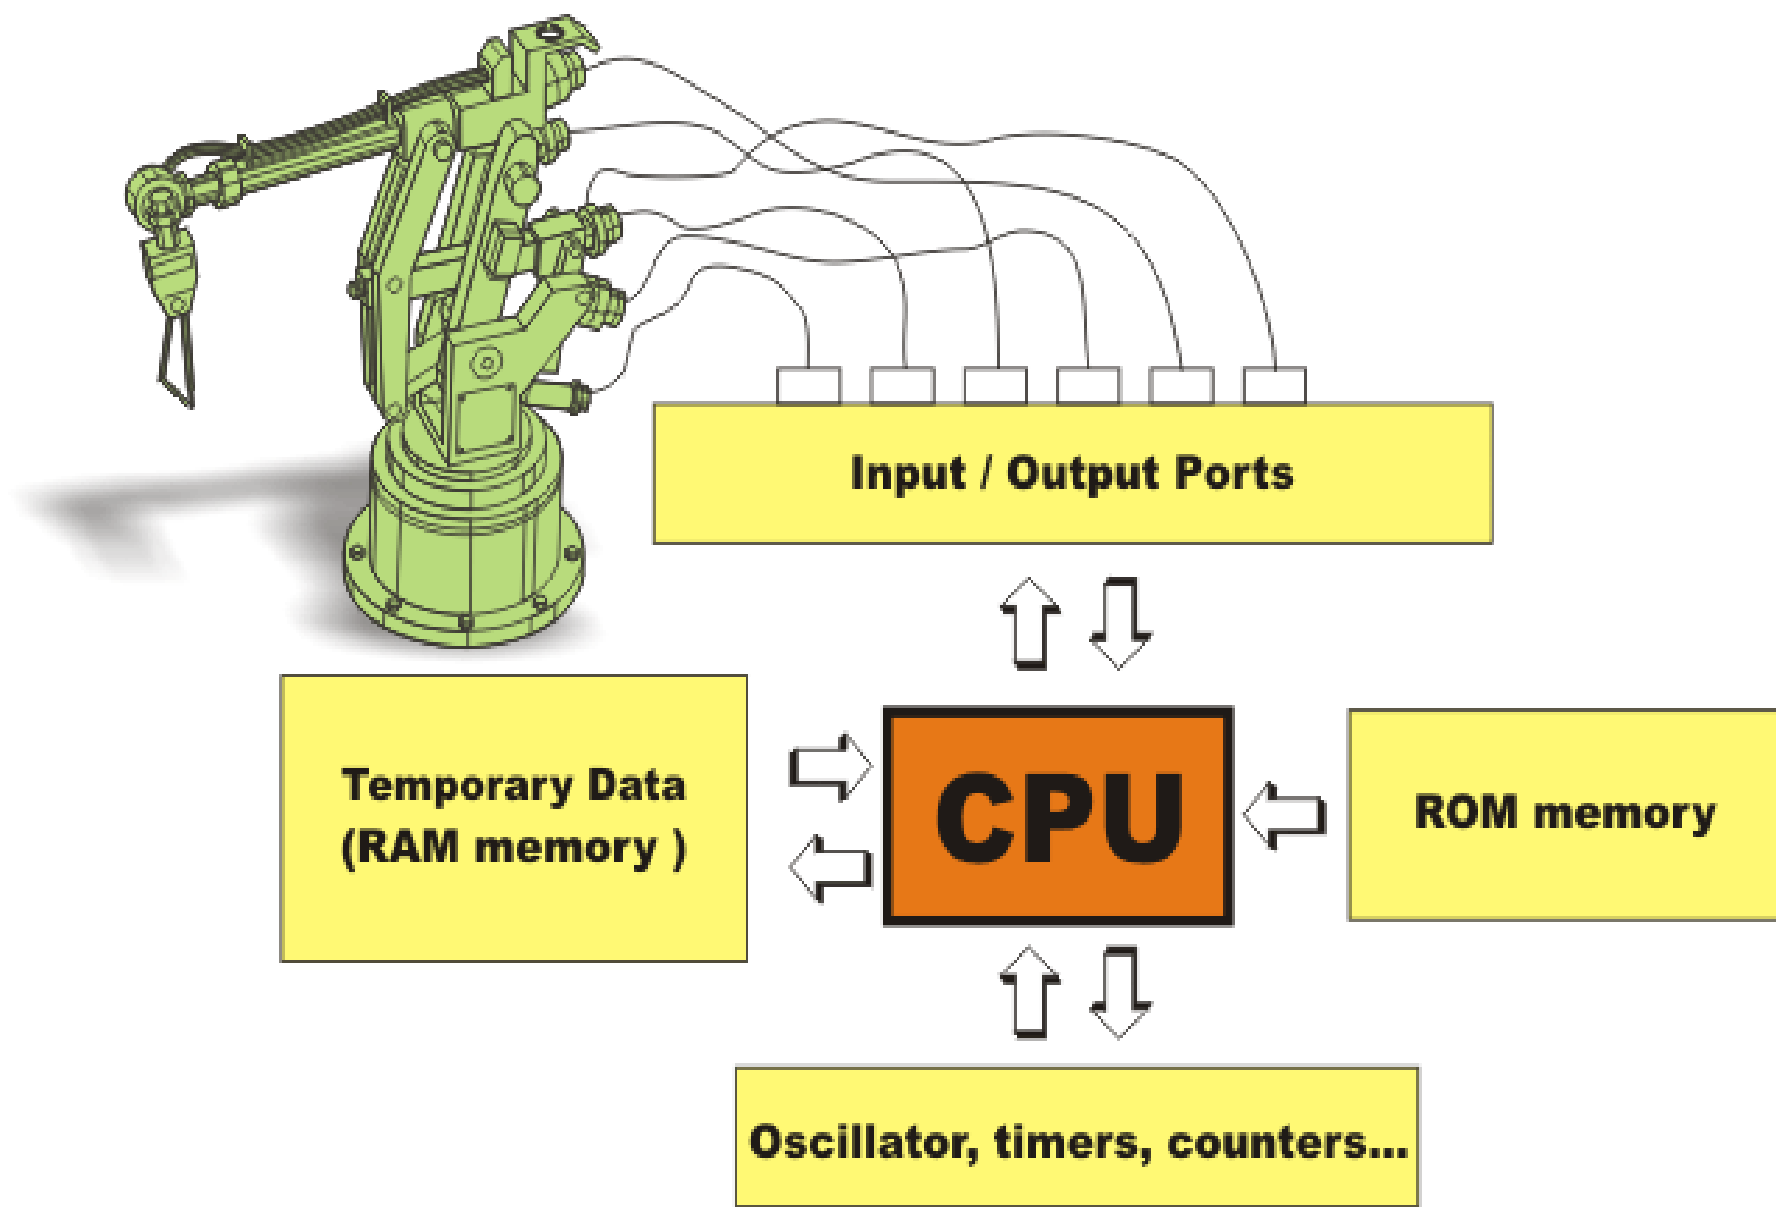 Input / Output Ports
Temporary Data
(RAM memory )
CPU
ROM memory
Oscillator, timers, counters...